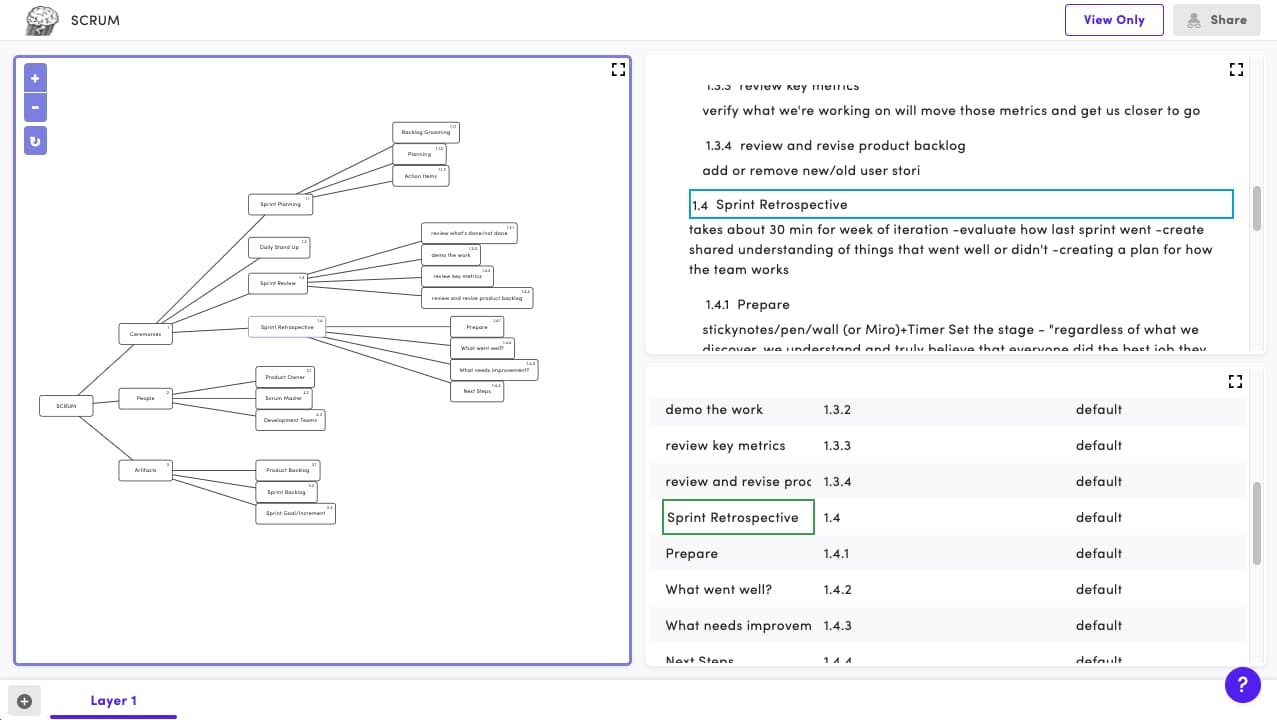 SCRUM
View Only
Share
+
-
Backlog Grooming 1.1.1
Planning 1.1.2
Action Items 1.1.3
Sprint Planning 1.1
Daily Stand Up 1.2
Sprint Review 1.3
review what's done/not done 1.3.1
demo the work 1.3.2
review key metrics 1.3.3
review and revise product backlog 1.3.4
Sprint Retrospective 1.4
Prepare 1.4.1
What went well? 1.4.2
What needs improvement? 1.4.3
Next Steps 1.4.4
Ceremonies 1
Product Owner 2.1
People 2
Scrum Master 2.2
SCRUM
Development Teams 2.3
Artifacts 3
Product Backlog 3.1
Sprint Backlog 3.2
Sprint Goal/Increment 3.3
1.3.3 review key metrics
verify what we're working on will move those metrics and get us closer to go
1.3.4 review and revise product backlog
add or remove new/old user stori
1.4 Sprint Retrospective
takes about 30 min for week of iteration -evaluate how last sprint went -create
shared understanding of things that went well or didn't -creating a plan for how
the team works
1.4.1 Prepare
stickynotes/pen/wall (or Miro)+Timer Set the stage - "regardless of what we
discover, we understand and truly believe that everyone did the best job they
demo the work 1.3.2 default
review key metrics 1.3.3 default
review and revise proc 1.3.4 default
Sprint Retrospective 1.4 default
Prepare 1.4.1 default
What went well? 1.4.2 default
What needs improvem 1.4.3 default
Next Steps 1.4.4 default
Layer 1
?